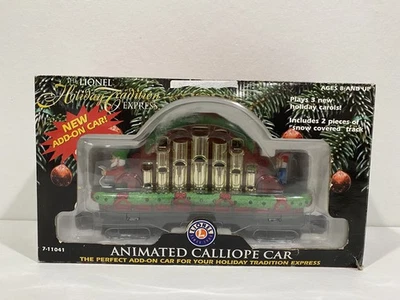 THE LIONEL
Holiday Tradition
EXPRESS
NEW
ADD-ON CAR!
AGES 8 AND UP
Plays 3 new
holiday carols!
Includes 2 pieces of
"snow covered" track
LIONEL
7-11041
ANIMATED CALLIOPE CAR
THE PERFECT ADD-ON CAR FOR YOUR HOLIDAY TRADITION EXPRESS